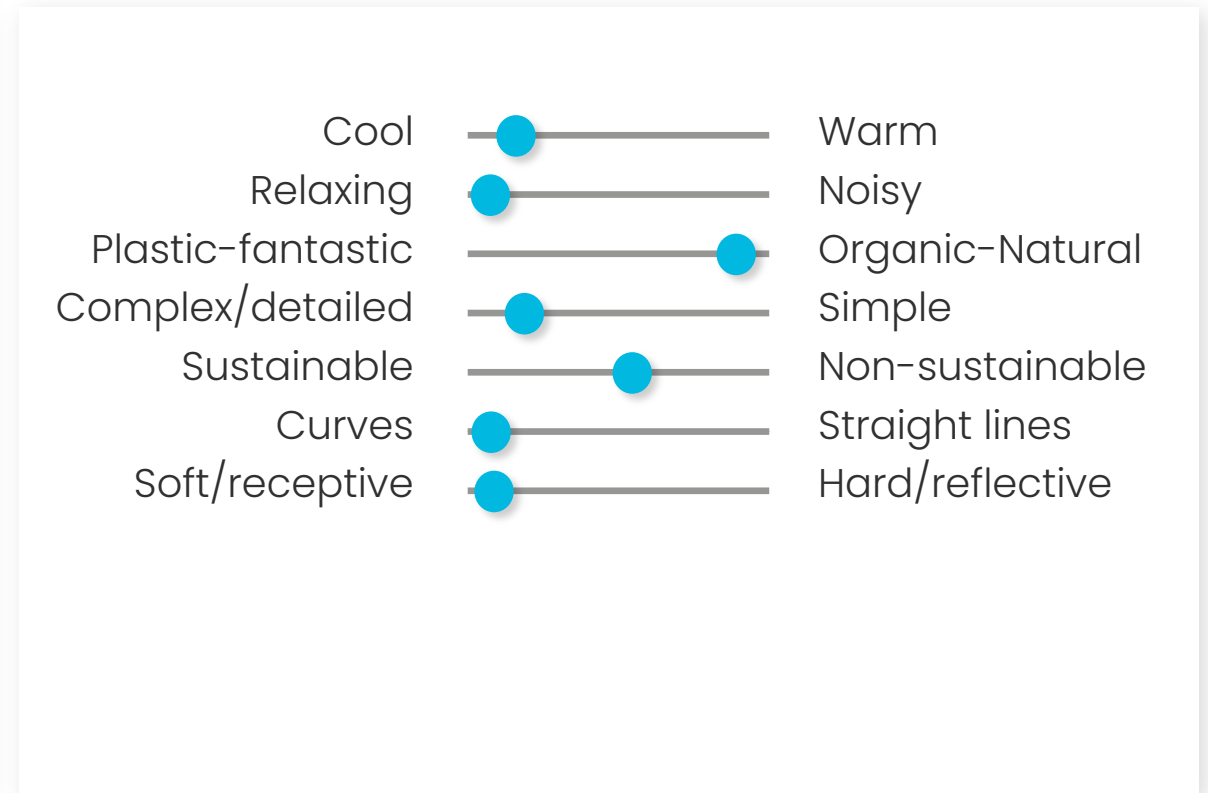 Cool Warm
Relaxing Noisy
Plastic-fantastic Organic-Natural
Complex/detailed Simple
Sustainable Non-sustainable
Curves Straight lines
Soft/receptive Hard/reflective